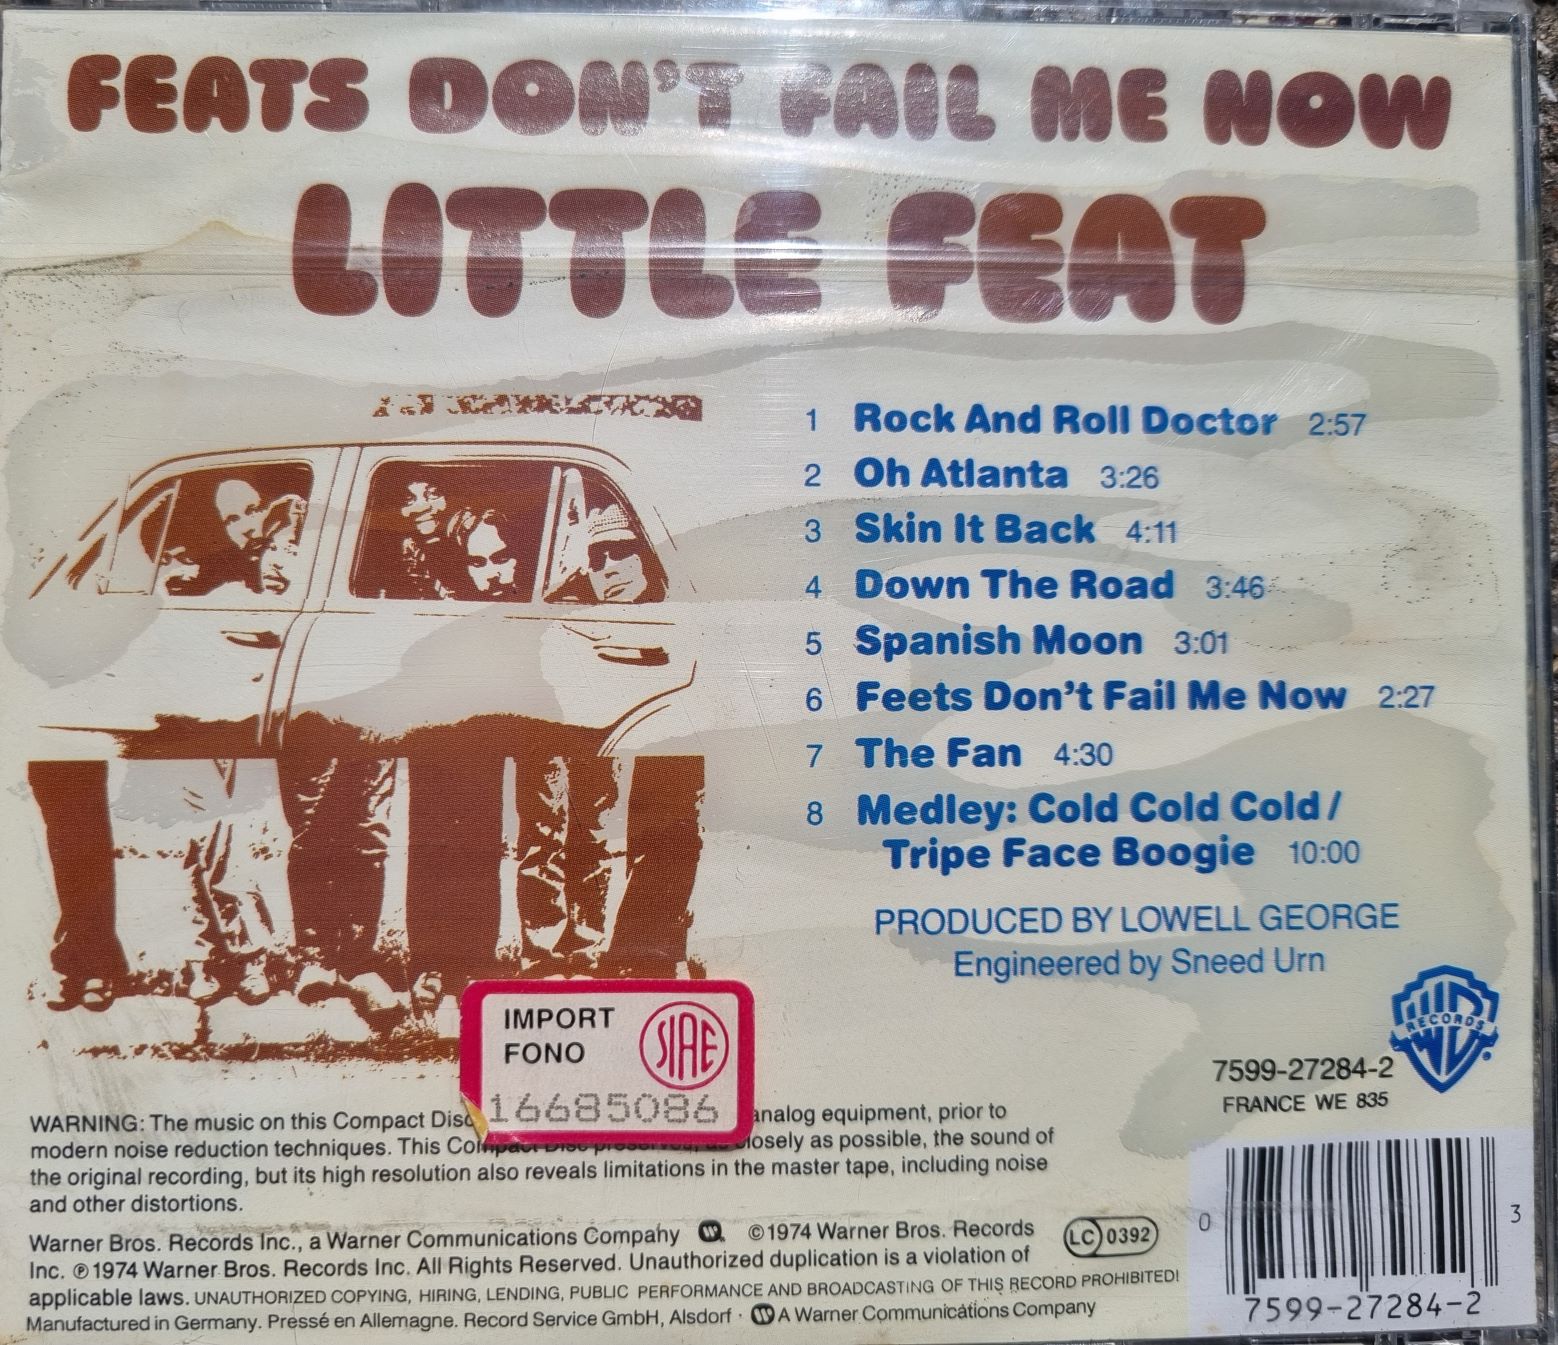 FEATS DON'T FAIL ME NOW
LITTLE FEAT
1 Rock And Roll Doctor 2:57
2 Oh Atlanta 3:26
3 Skin It Back 4:11
4 Down The Road 3:46
5 Spanish Moon 3:01
6 Feets Don't Fail Me Now 2:27
7 The Fan 4:30
8 Medley: Cold Cold Cold/
Tripe Face Boogie 10:00
PRODUCED BY LOWELL GEORGE
Engineered by Sneed Urn
W RECORDS
7599-27284-2
FRANCE WE 835
IMPORT
FONO
SIAE
16685086
WARNING: The music on this Compact Disc analog equipment, prior to
modern noise reduction techniques. This Compact Disc preserves, as closely as possible, the sound of
the original recording, but its high resolution also reveals limitations in the master tape, including noise
and other distortions.
Warner Bros. Records Inc., a Warner Communications Company ©1974 Warner Bros. Records
Inc. ℗1974 Warner Bros. Records Inc. All Rights Reserved. Unauthorized duplication is a violation of
applicable laws. UNAUTHORIZED COPYING, HIRING, LENDING, PUBLIC PERFORMANCE AND BROADCASTING OF THIS RECORD PROHIBITED!
Manufactured in Germany. Pressé en Allemagne. Record Service GmbH, Alsdorf · A Warner Communications Company
LC 0392
0 3
7599-27284-2